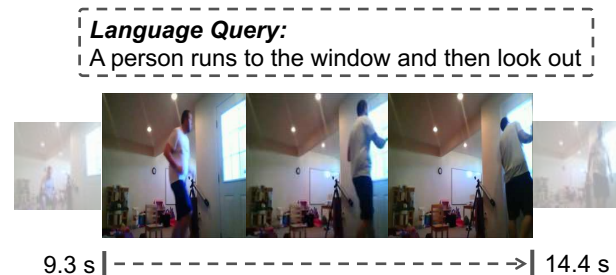 Language Query:
A person runs to the window and then look out
9.3 s
14.4 s